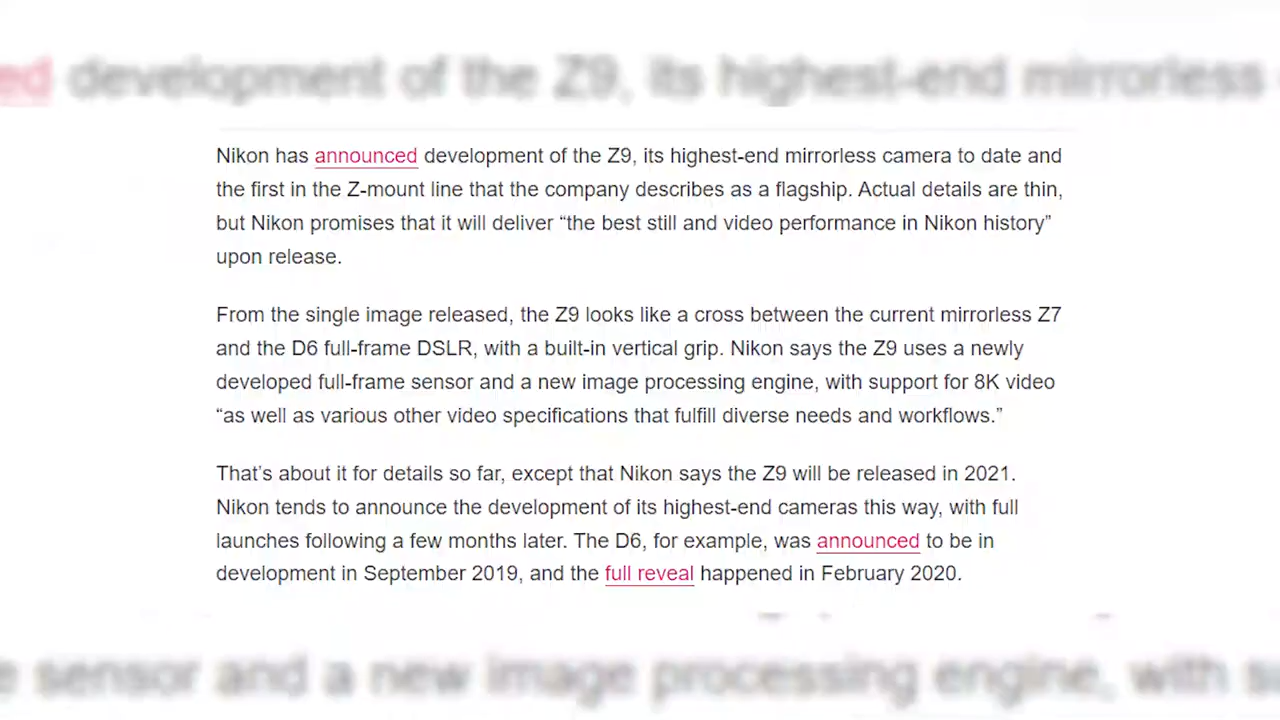 ed development of the Z9, its highest-end mirrorless
Nikon has announced development of the Z9, its highest-end mirrorless camera to date and
the first in the Z-mount line that the company describes as a flagship. Actual details are thin,
but Nikon promises that it will deliver “the best still and video performance in Nikon history”
upon release.
From the single image released, the Z9 looks like a cross between the current mirrorless Z7
and the D6 full-frame DSLR, with a built-in vertical grip. Nikon says the Z9 uses a newly
developed full-frame sensor and a new image processing engine, with support for 8K video
“as well as various other video specifications that fulfill diverse needs and workflows.”
That’s about it for details so far, except that Nikon says the Z9 will be released in 2021.
Nikon tends to announce the development of its highest-end cameras this way, with full
launches following a few months later. The D6, for example, was announced to be in
development in September 2019, and the full reveal happened in February 2020.
e sensor and a new image processing engine, with su